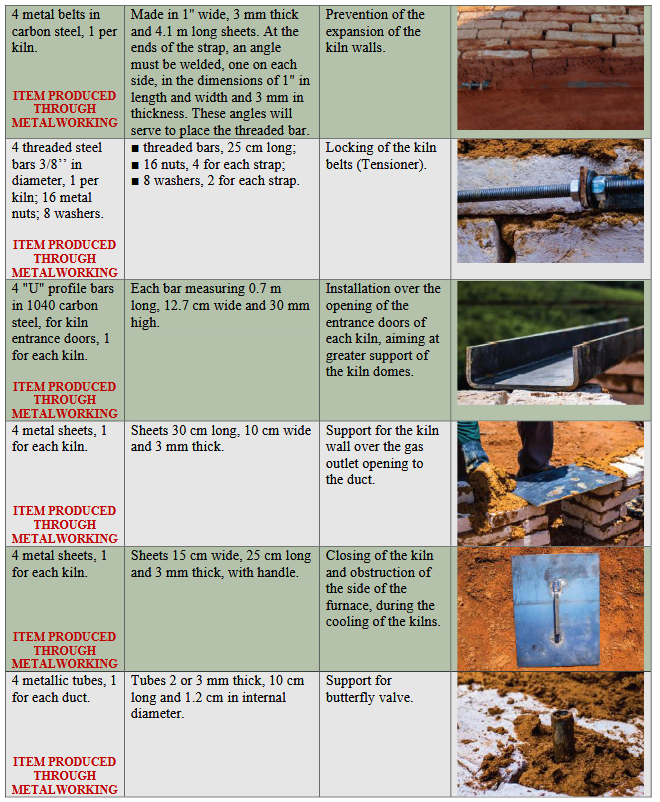 4 metal belts in
carbon steel, 1 per
kiln.
ITEM PRODUCED
THROUGH
METALWORKING
Made in 1" wide, 3 mm thick
and 4.1 m long sheets. At the
ends of the strap, an angle
must be welded, one on each
side, in the dimensions of 1" in
length and width and 3 mm in
thickness. These angles will
serve to place the threaded bar.
Prevention of the
expansion of the
kiln walls.
4 threaded steel
bars 3/8’’ in
diameter, 1 per
kiln; 16 metal
nuts; 8 washers.
ITEM PRODUCED
THROUGH
METALWORKING
■ threaded bars, 25 cm long;
■ 16 nuts, 4 for each strap;
■ 8 washers, 2 for each strap.
Locking of the kiln
belts (Tensioner).
4 "U" profile bars
in 1040 carbon
steel, for kiln
entrance doors, 1
for each kiln.
ITEM PRODUCED
THROUGH
METALWORKING
Each bar measuring 0.7 m
long, 12.7 cm wide and 30 mm
high.
Installation over the
opening of the
entrance doors of
each kiln, aiming at
greater support of
the kiln domes.
4 metal sheets, 1
for each kiln.
ITEM PRODUCED
THROUGH
METALWORKING
Sheets 30 cm long, 10 cm wide
and 3 mm thick.
Support for the kiln
wall over the gas
outlet opening to
the duct.
4 metal sheets, 1
for each kiln.
ITEM PRODUCED
THROUGH
METALWORKING
Sheets 15 cm wide, 25 cm long
and 3 mm thick, with handle.
Closing of the kiln
and obstruction of
the side of the
furnace, during the
cooling of the kilns.
4 metallic tubes, 1
for each duct.
ITEM PRODUCED
THROUGH
METALWORKING
Tubes 2 or 3 mm thick, 10 cm
long and 1.2 cm in internal
diameter.
Support for
butterfly valve.